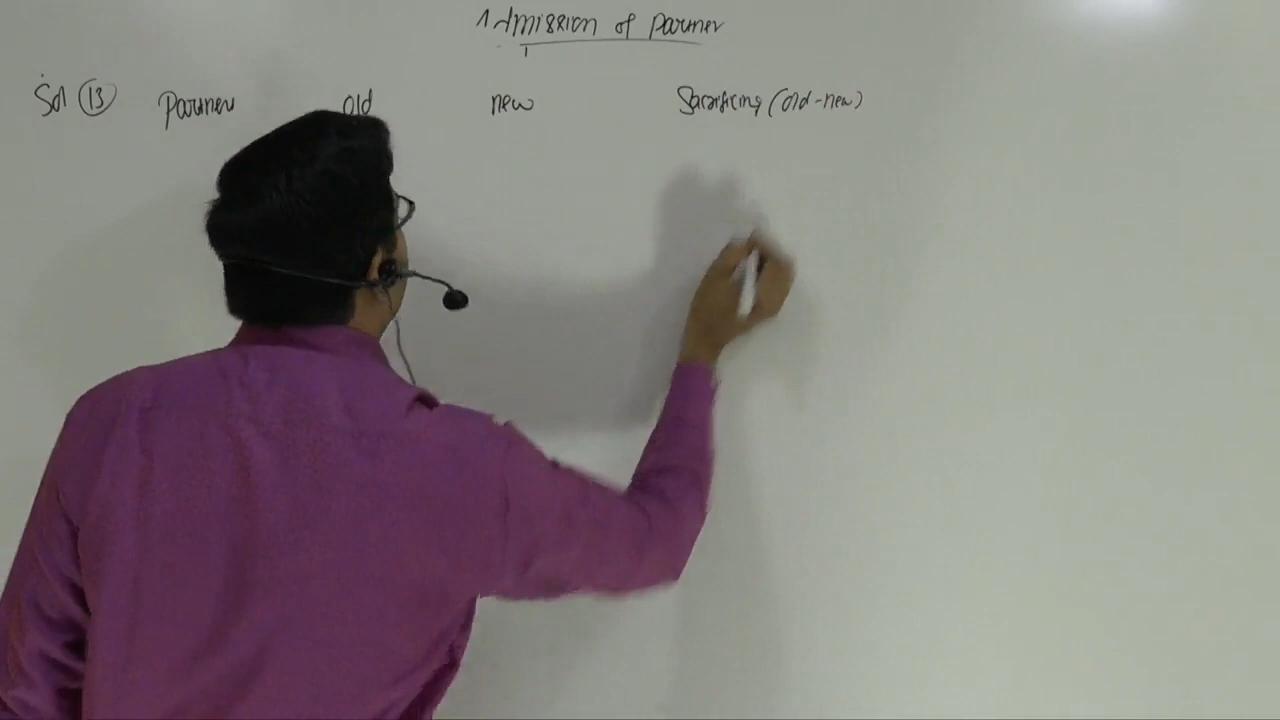 Admission of Partner
Sol (13) Partner old new Sacrificing (old-new)